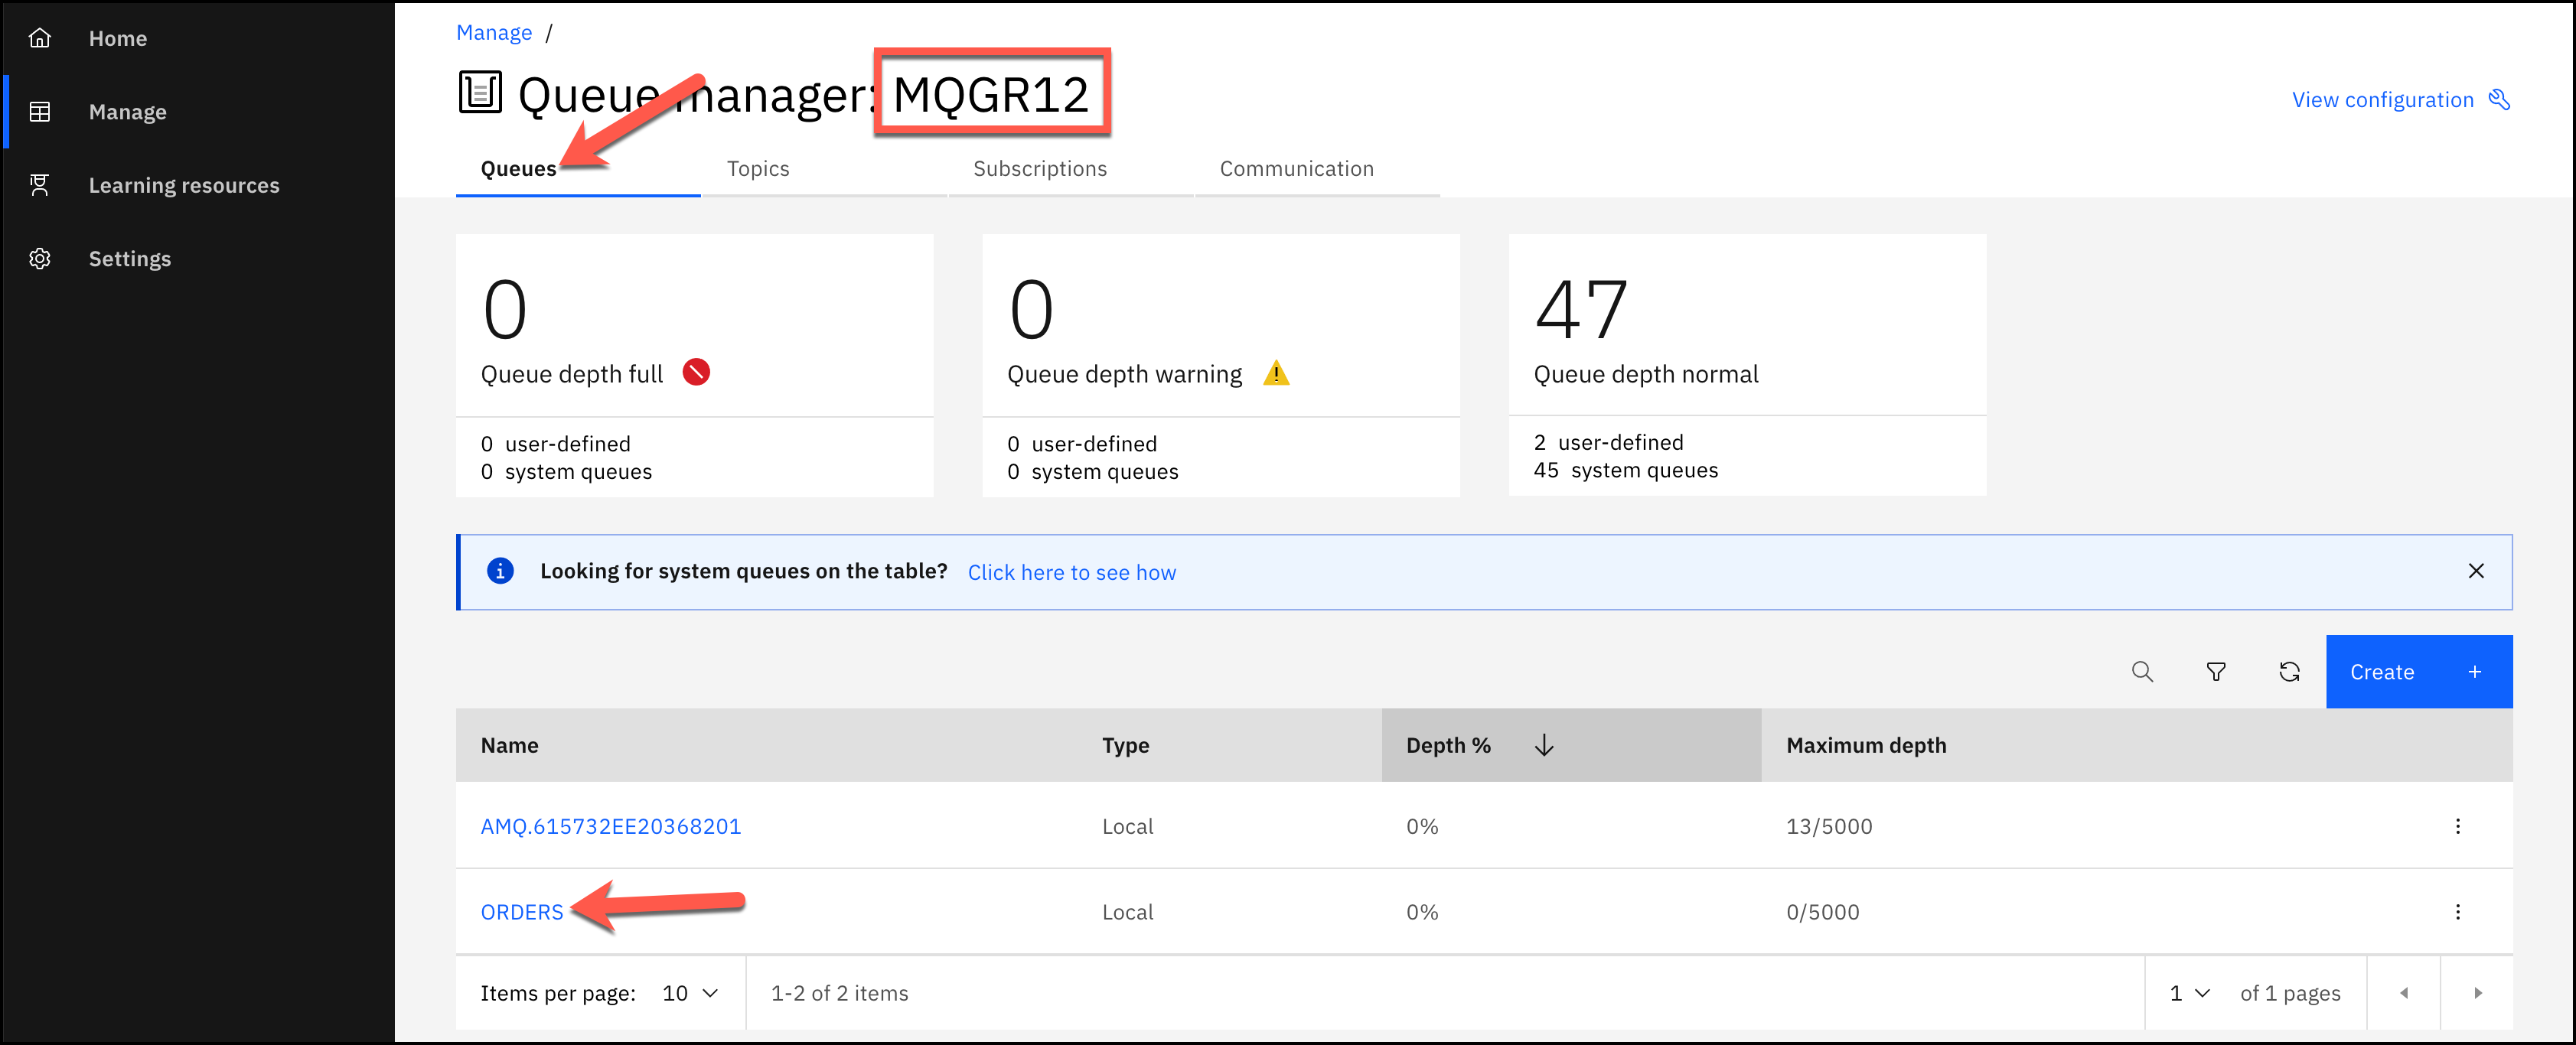 Home
Manage
Learning resources
Settings
Manage /
Queue manager: MQGR12
View configuration
Queues Topics Subscriptions Communication
0
Queue depth full
0 user-defined
0 system queues
0
Queue depth warning
0 user-defined
0 system queues
47
Queue depth normal
2 user-defined
45 system queues
Looking for system queues on the table? Click here to see how
Create +
Name Type Depth % Maximum depth
AMQ.615732EE20368201 Local 0% 13/5000
ORDERS Local 0% 0/5000
Items per page: 10 1-2 of 2 items 1 of 1 pages